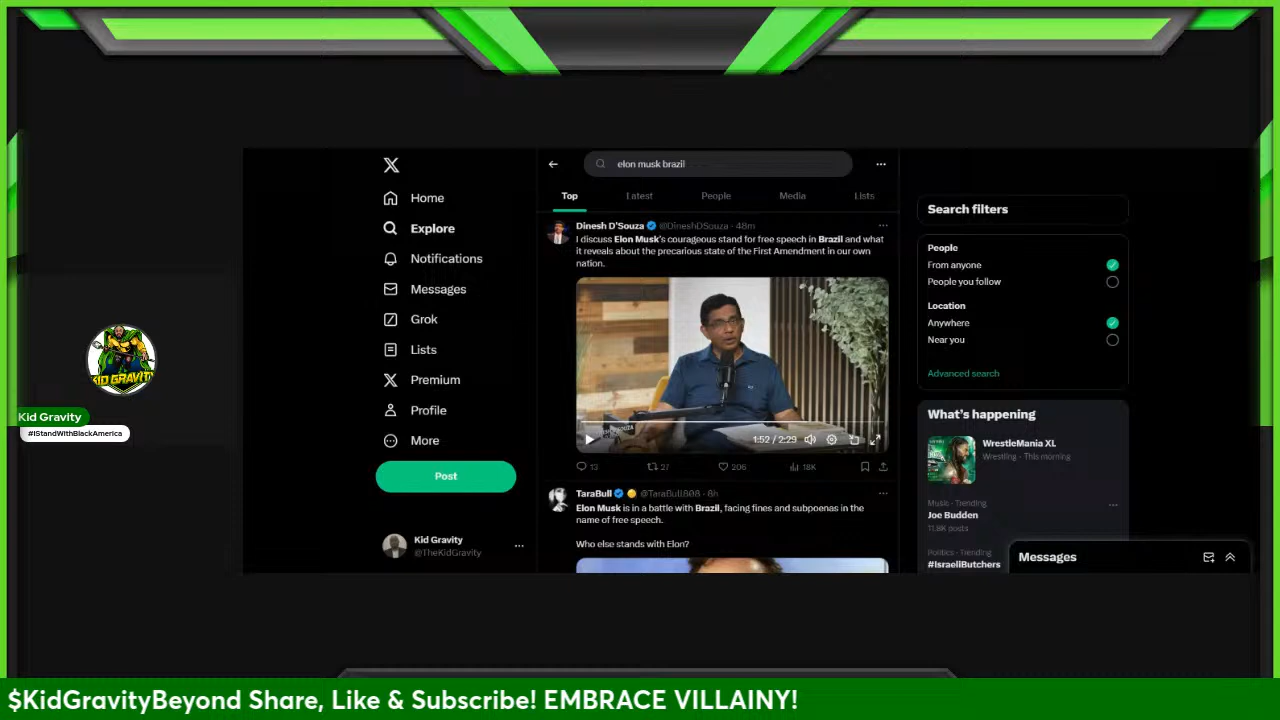 elon musk brazil
Home
Explore
Notifications
Messages
Grok
Lists
Premium
Profile
More
Post
Kid Gravity
@TheKidGravity
Top
Latest
People
Media
Lists
Dinesh D'Souza @DineshDSouza · 48m
I discuss Elon Musk's courageous stand for free speech in Brazil and what
it reveals about the precarious state of the First Amendment in our own
nation.
1:52 / 2:29
13
27
206
18K
TaraBull @TaraBull808 · 6h
Elon Musk is in a battle with Brazil, facing fines and subpoenas in the
name of free speech.
Who else stands with Elon?
Search filters
People
From anyone
People you follow
Location
Anywhere
Near you
Advanced search
What's happening
WrestleMania XL
Wrestling · This morning
Music · Trending
Joe Budden
11.8K posts
Politics · Trending
#IsraeliButchers
Messages
KID GRAVITY
Kid Gravity
#IStandWithBlackAmerica
$KidGravityBeyond Share, Like & Subscribe! EMBRACE VILLAINY!